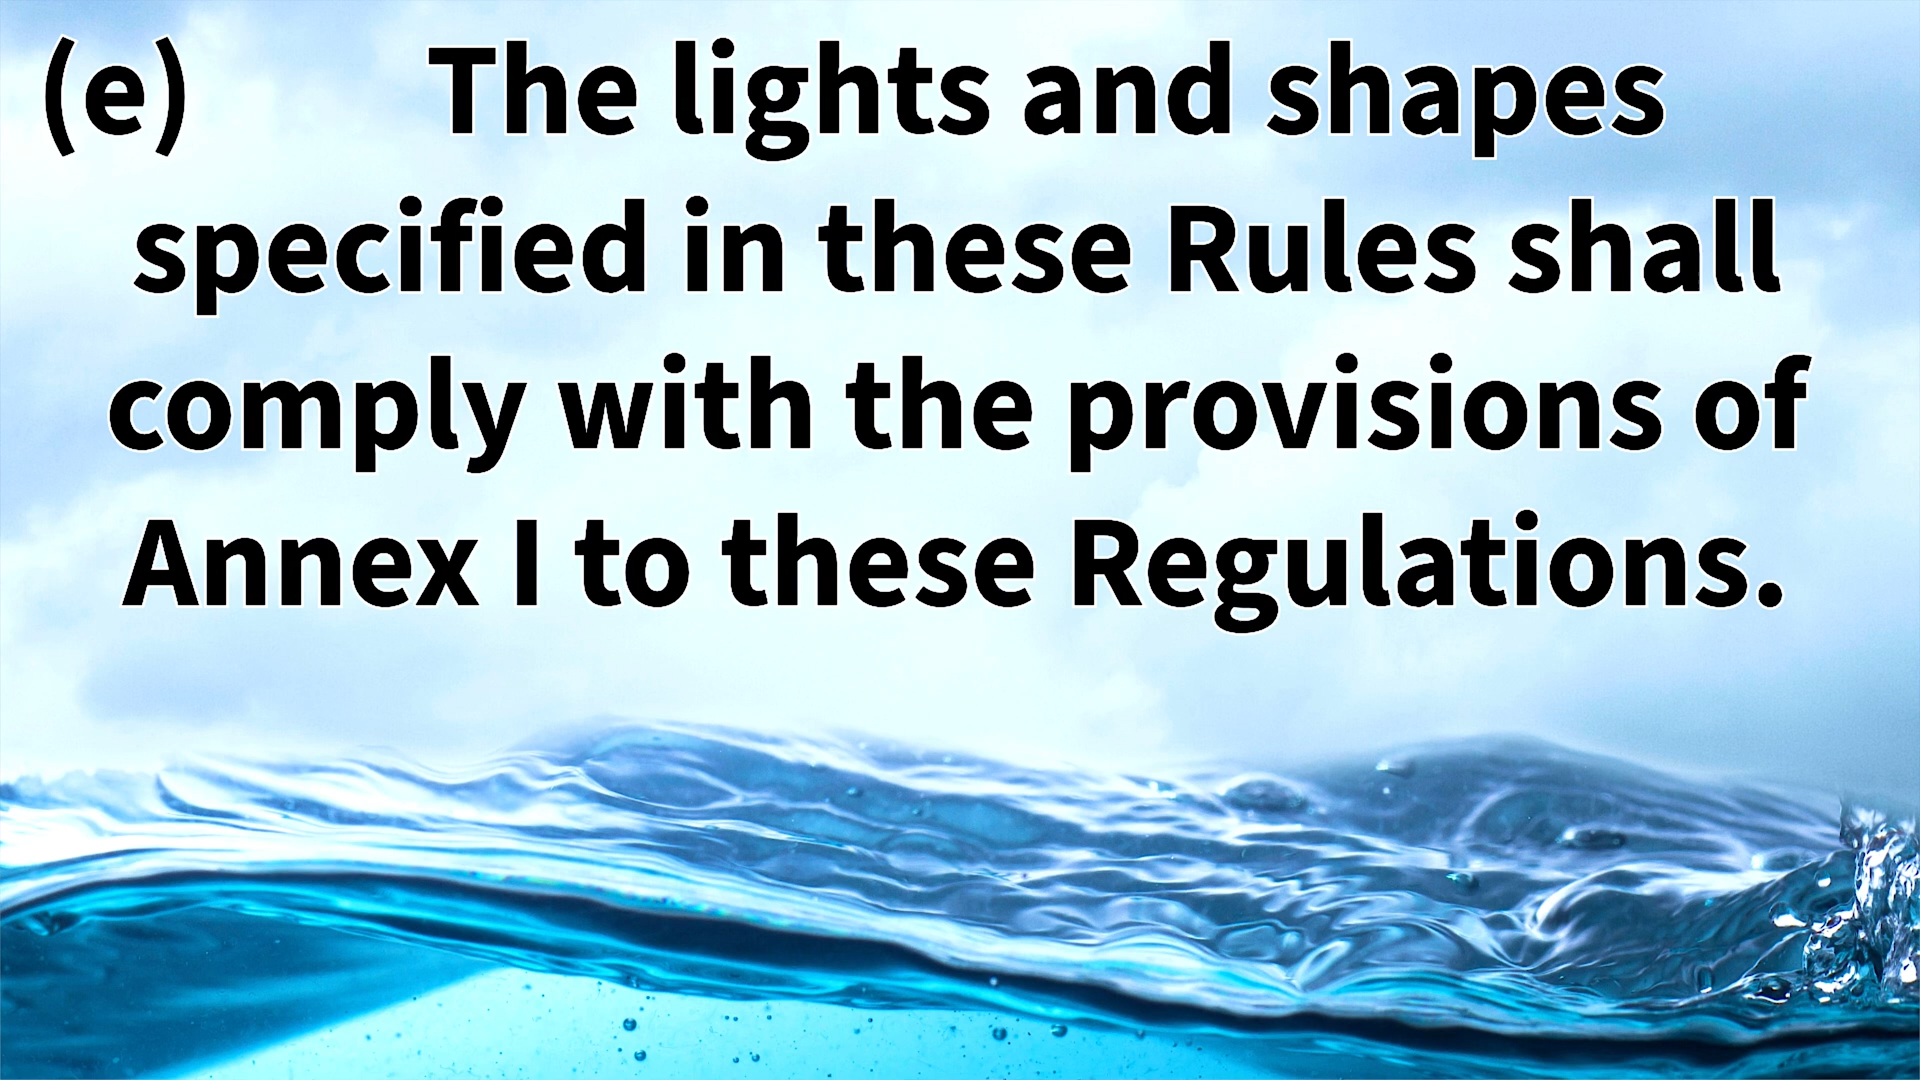 (e) The lights and shapes
specified in these Rules shall
comply with the provisions of
Annex I to these Regulations.